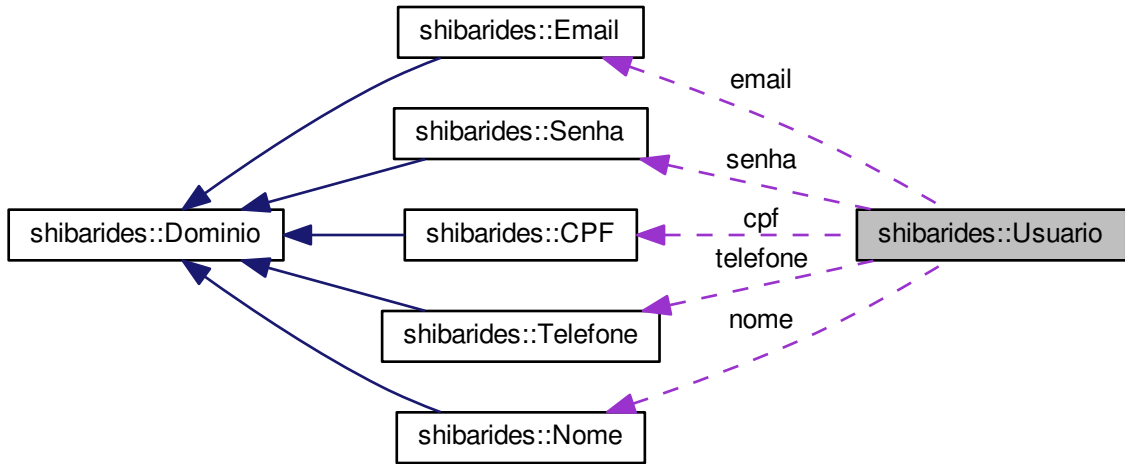 shibarides::Email
email
shibarides::Senha
senha
shibarides::Dominio
shibarides::CPF
cpf
shibarides::Usuario
telefone
shibarides::Telefone
nome
shibarides::Nome